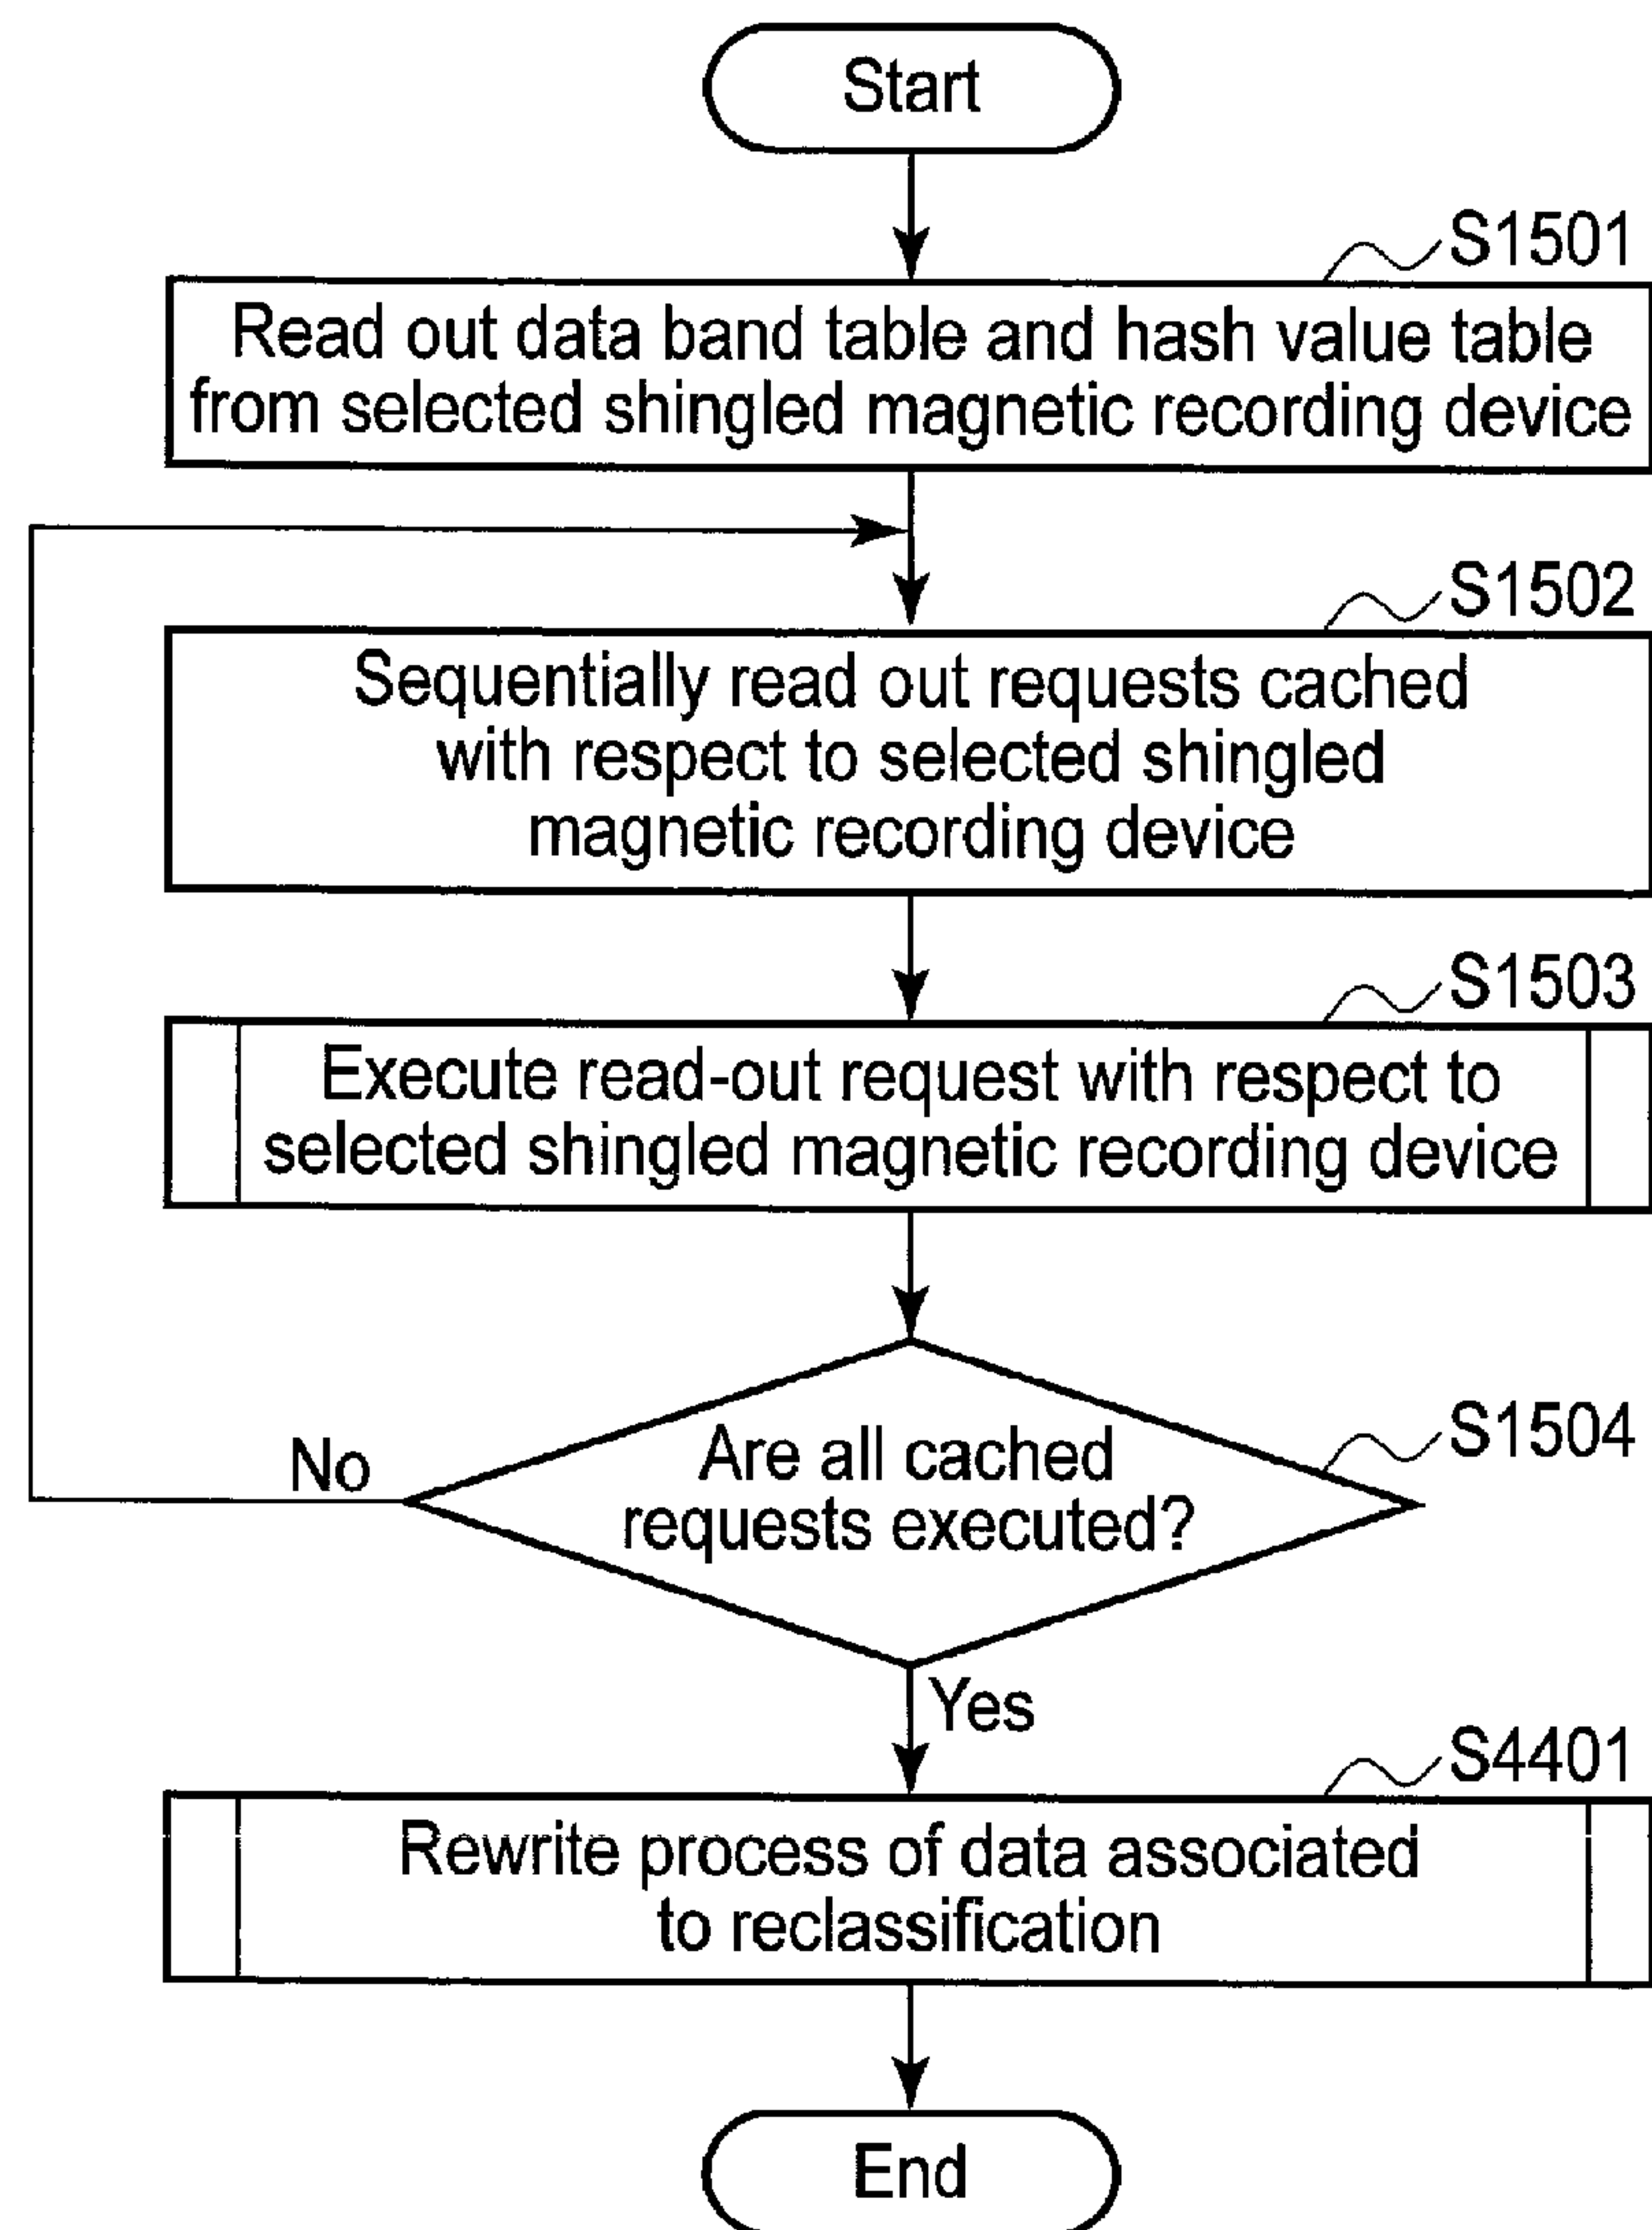 Start
S1501
Read out data band table and hash value table
from selected shingled magnetic recording device
S1502
Sequentially read out requests cached
with respect to selected shingled
magnetic recording device
S1503
Execute read-out request with respect to
selected shingled magnetic recording device
S1504
Are all cached
requests executed?
No
Yes
S4401
Rewrite process of data associated
to reclassification
End